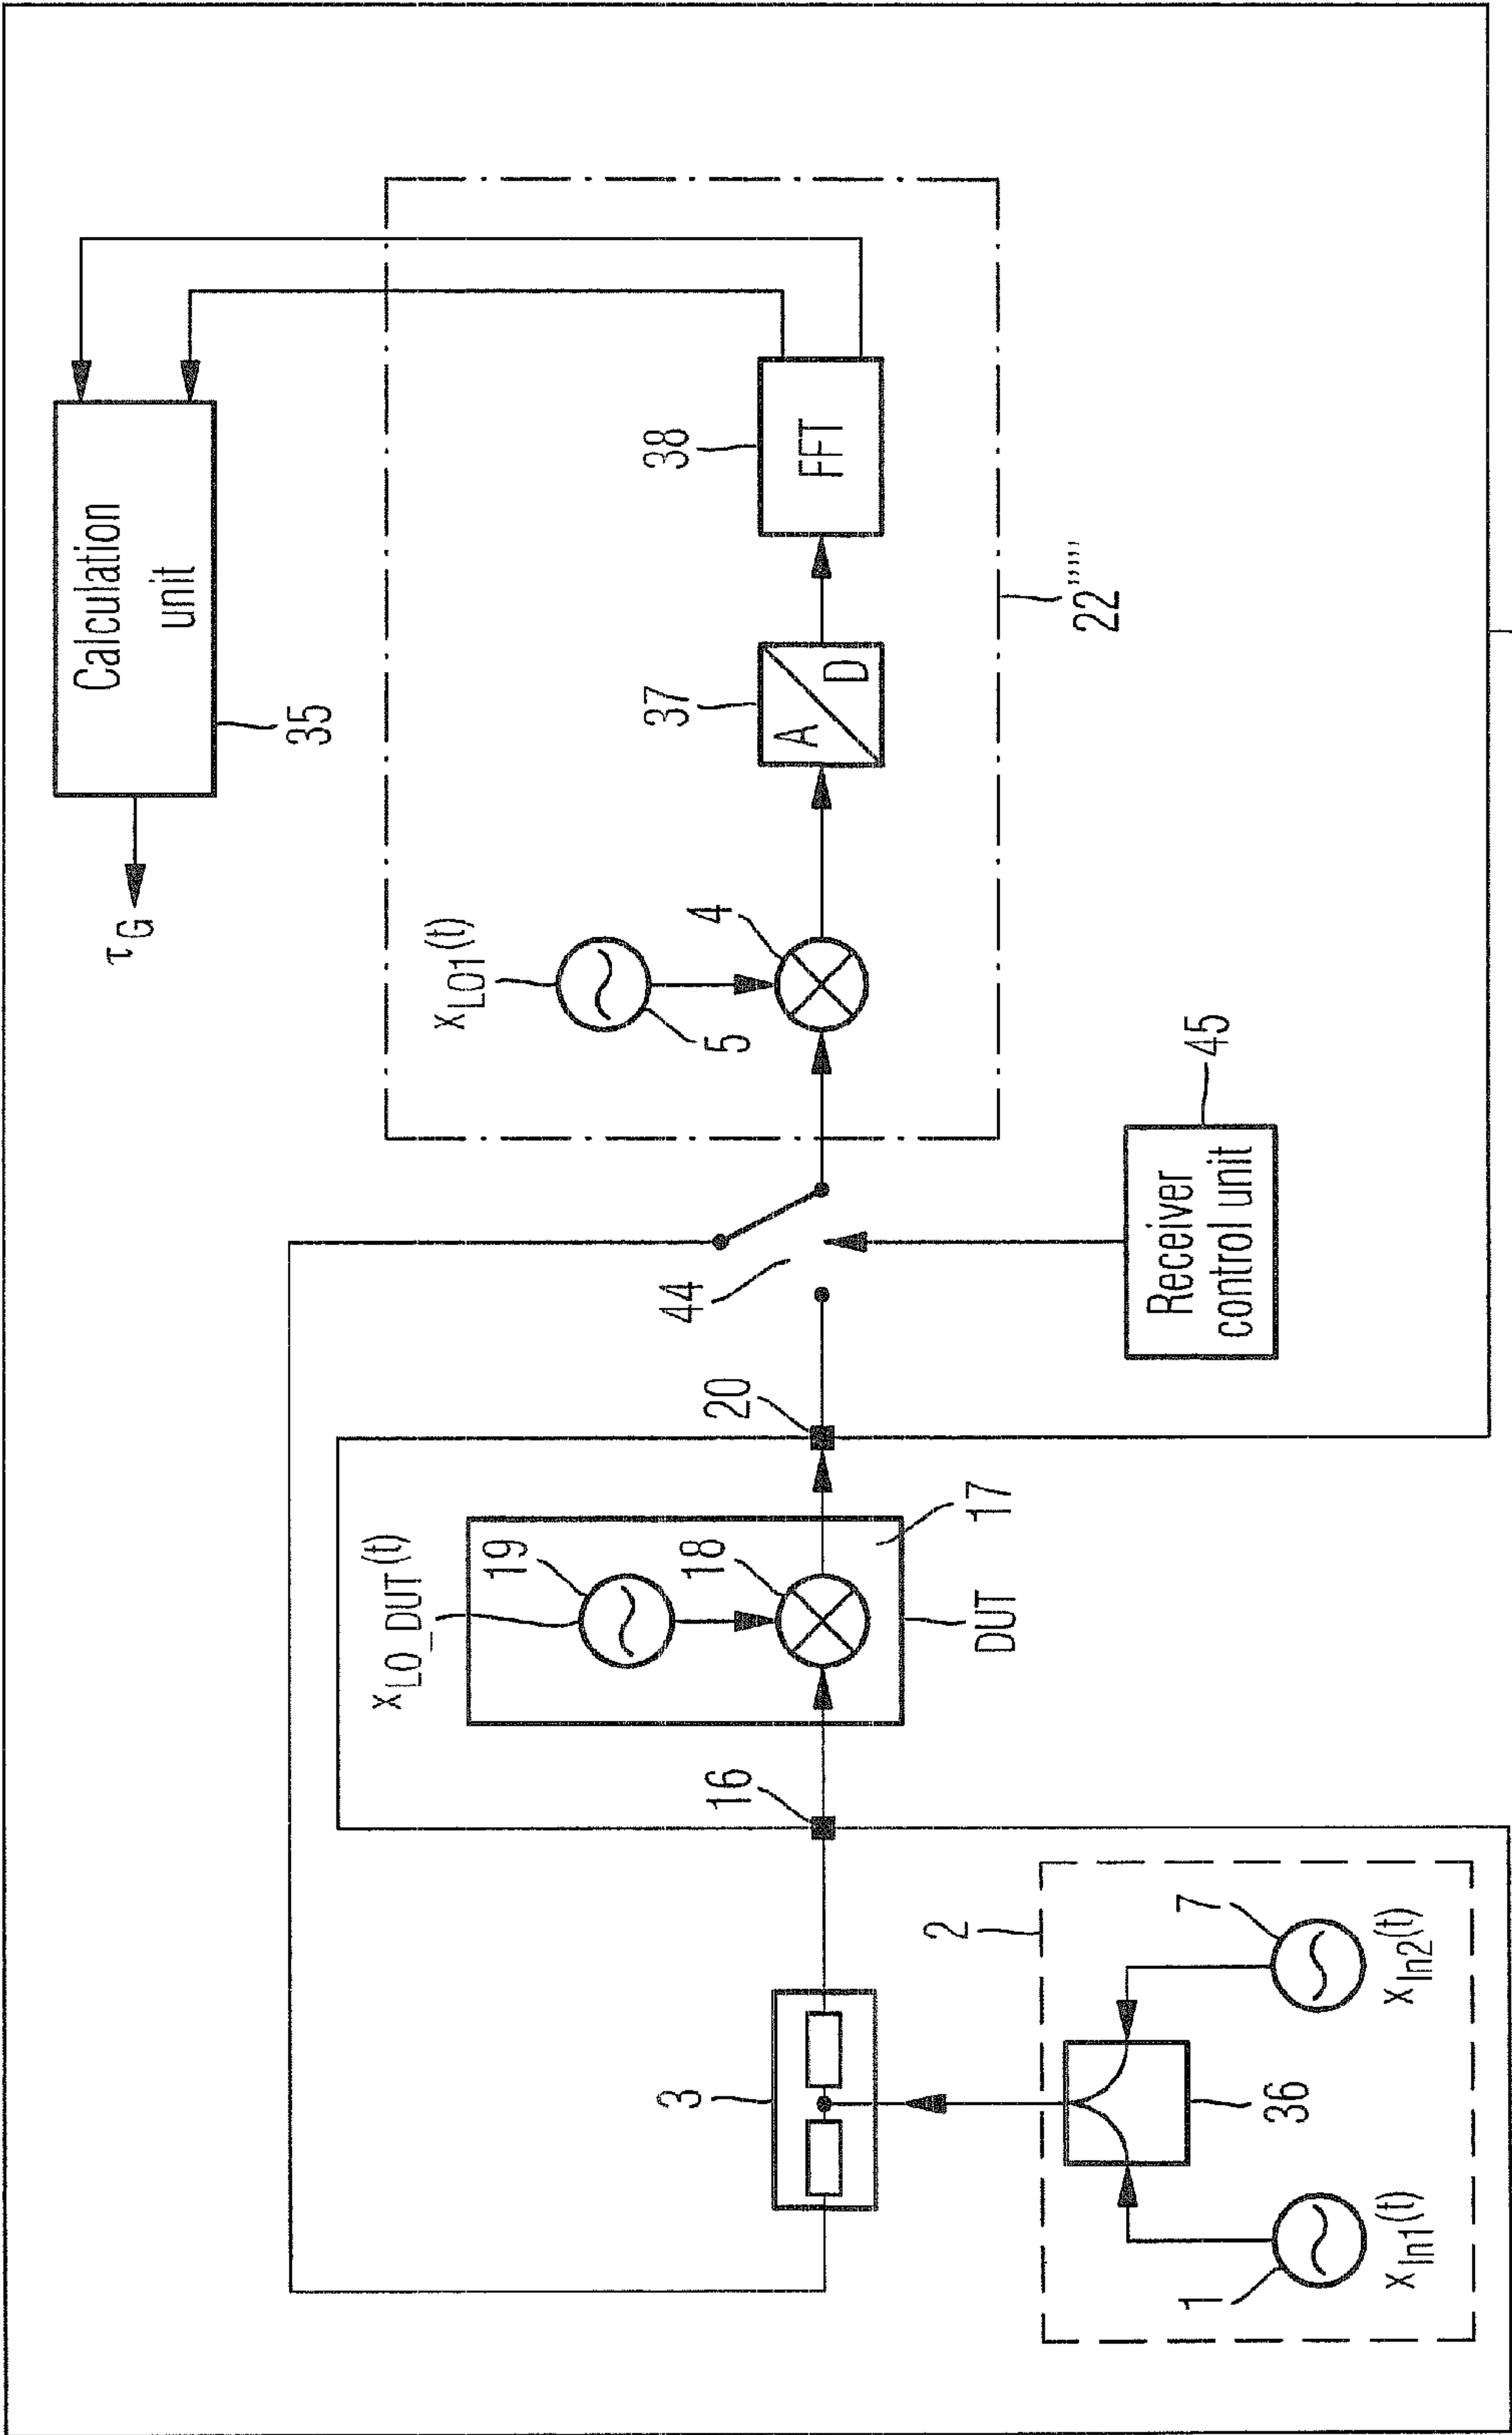 Calculation
unit
35
τG
xLO1(t)
5
4
37
A
D
38
FFT
22'''''
44
Receiver
control unit
45
xLO_DUT(t)
19
18
17
DUT
20
16
3
2
36
1
xIn1(t)
7
xIn2(t)